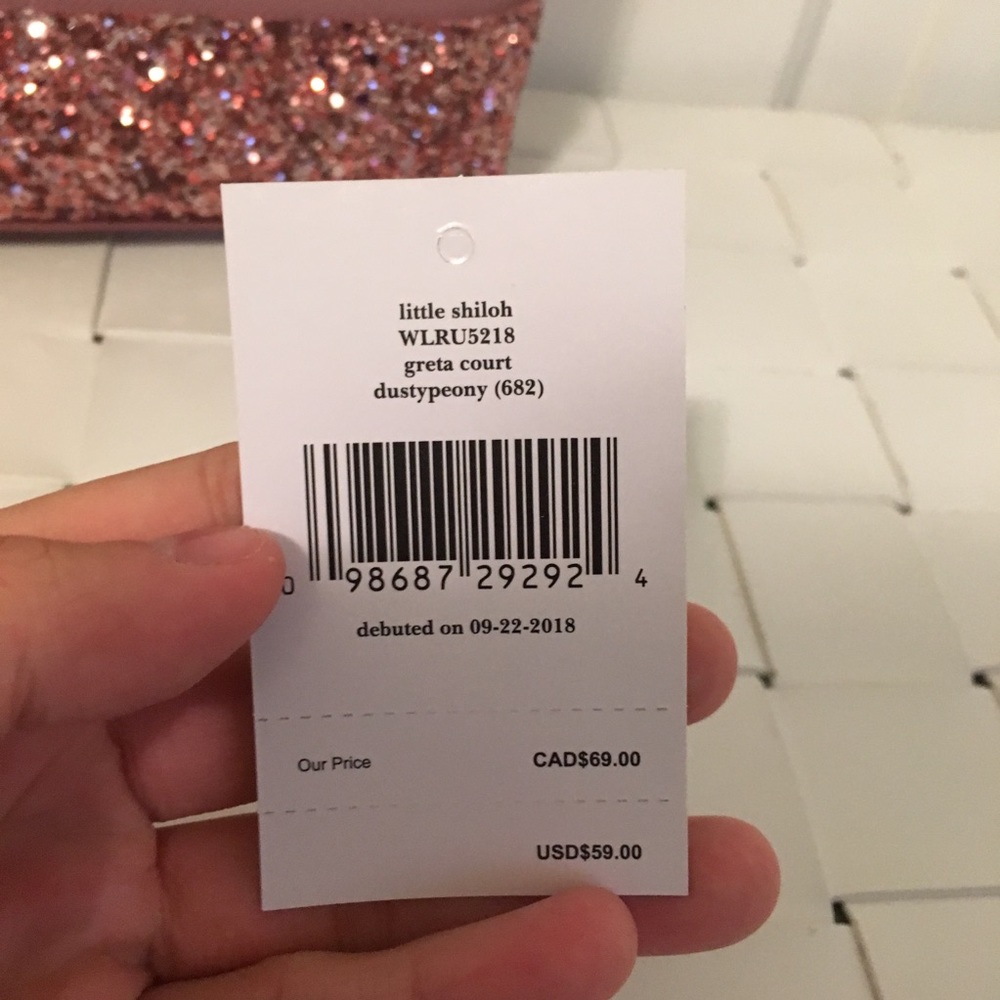 little shiloh
WLRU5218
greta court
dustypeony (682)
0 98687 29292 4
debuted on 09-22-2018
Our Price CAD$69.00
USD$59.00